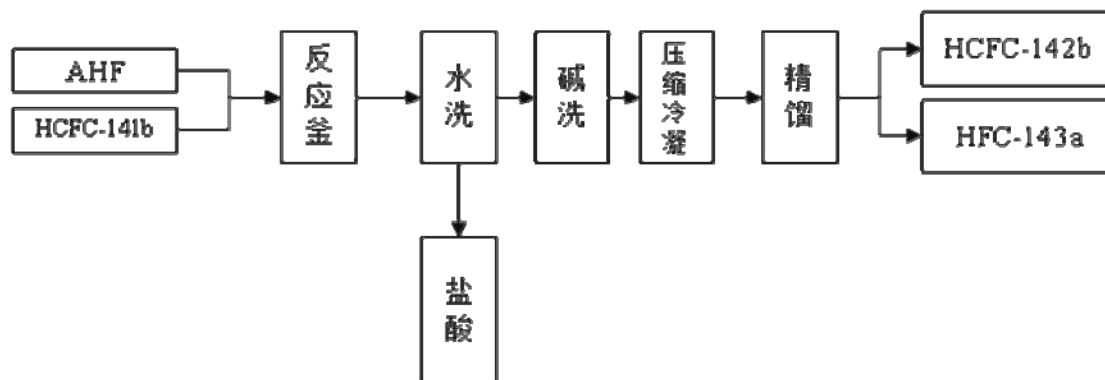 AHF
HCFC-141b
反应釜
水洗
碱洗
压缩冷凝
精馏
HCFC-142b
HFC-143a
盐酸